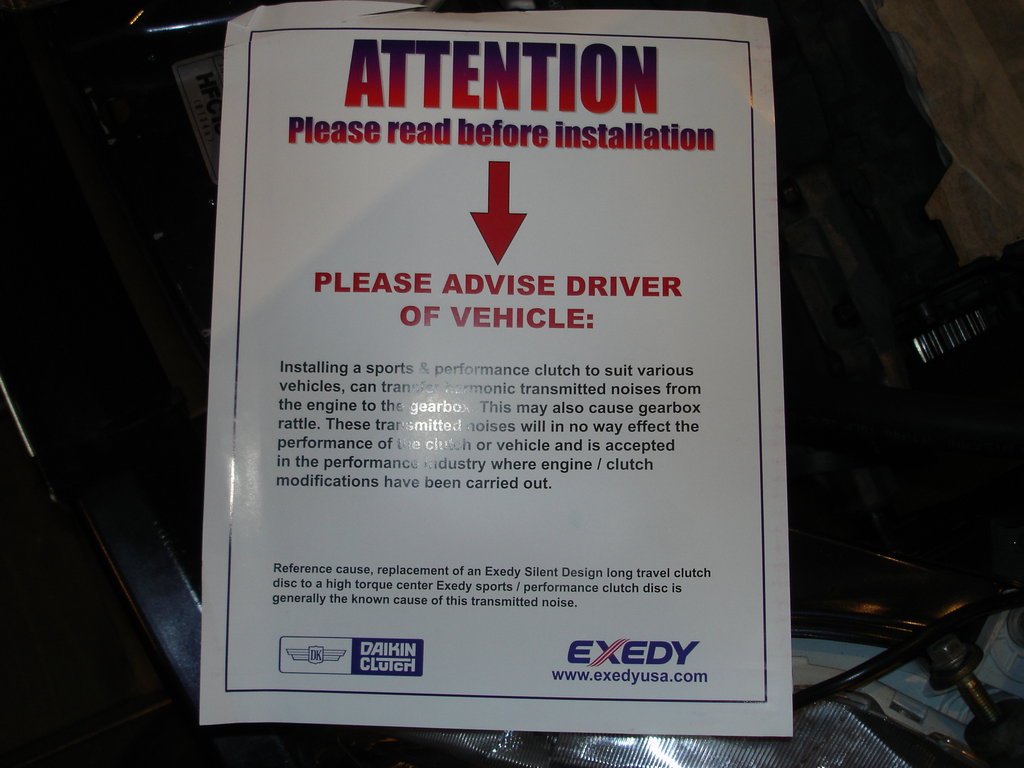 ATTENTION
Please read before installation
PLEASE ADVISE DRIVER
OF VEHICLE:
Installing a sports & performance clutch to suit various
vehicles, can transfer harmonic transmitted noises from
the engine to the gearbox. This may also cause gearbox
rattle. These transmitted noises will in no way effect the
performance of the clutch or vehicle and is accepted
in the performance industry where engine / clutch
modifications have been carried out.
Reference cause, replacement of an Exedy Silent Design long travel clutch
disc to a high torque center Exedy sports / performance clutch disc is
generally the known cause of this transmitted noise.
DK DAIKIN
CLUTCH
EXEDY
www.exedyusa.com